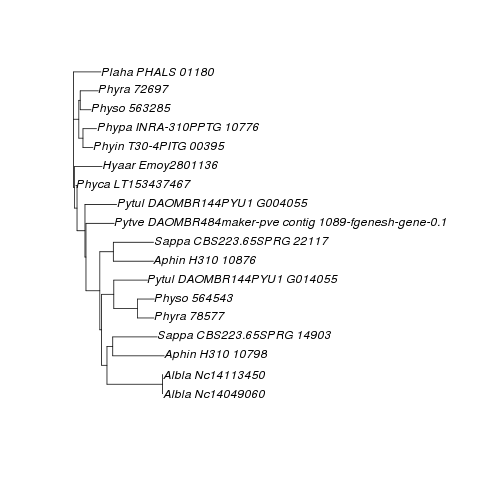 Plaha PHALS 01180
Phyra 72697
Physo 563285
Phypa INRA-310PPTG 10776
Phyin T30-4PITG 00395
Hyaar Emoy2801136
Phyca LT153437467
Pytul DAOMBR144PYU1 G004055
Pytve DAOMBR484maker-pve contig 1089-fgenesh-gene-0.1
Sappa CBS223.65SPRG 22117
Aphin H310 10876
Pytul DAOMBR144PYU1 G014055
Physo 564543
Phyra 78577
Sappa CBS223.65SPRG 14903
Aphin H310 10798
Albla Nc14113450
Albla Nc14049060